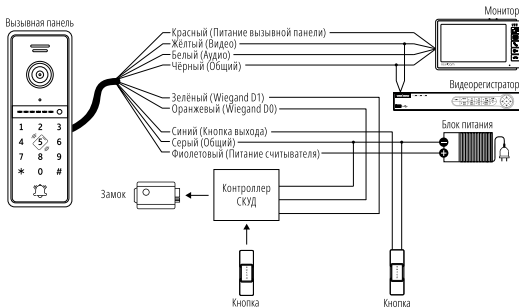 Вызывная панель
Монитор
Красный (Питание вызывной панели)
Жёлтый (Видео)
Белый (Аудио)
Чёрный (Общий)
Видеорегистратор
Зелёный (Wiegand D1)
Оранжевый (Wiegand D0)
Синий (Кнопка выхода)
Серый (Общий)
Фиолетовый (Питание считывателя)
Блок питания
1 2 3
4 5 6
7 8 9
* 0 #
Замок
Контроллер
СКУД
Кнопка
Кнопка